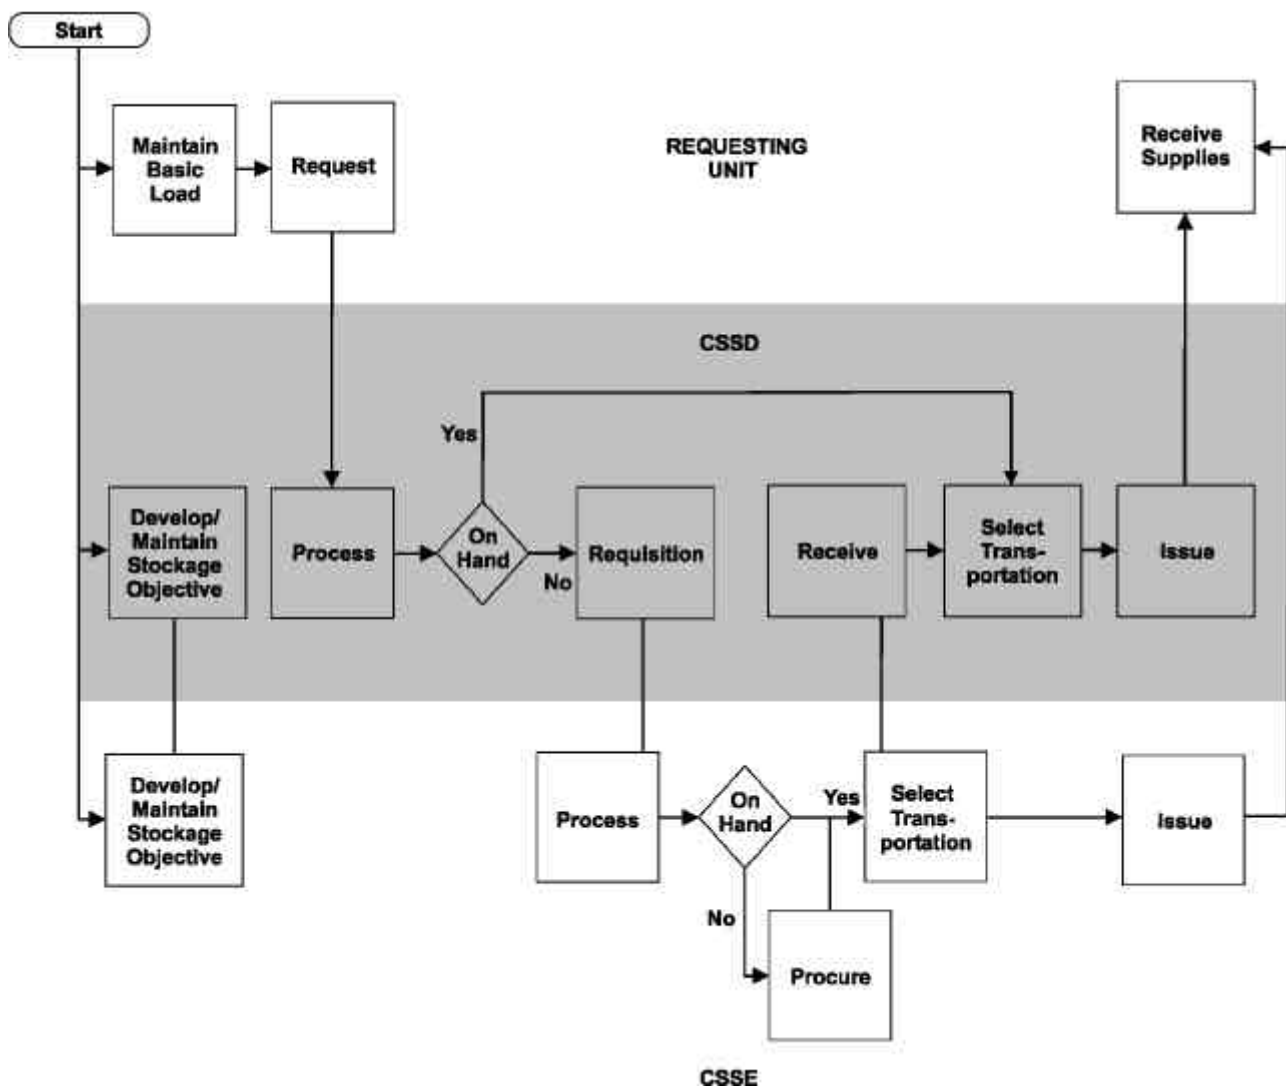 Start
Maintain
Basic
Load
Request
REQUESTING
UNIT
Receive
Supplies
CSSD
Yes
Develop/
Maintain
Stockage
Objective
Process
On
Hand
No
Requisition
Receive
Select
Trans-
portation
Issue
Develop/
Maintain
Stockage
Objective
Process
On
Hand
Yes
No
Select
Trans-
portation
Issue
Procure
CSSE